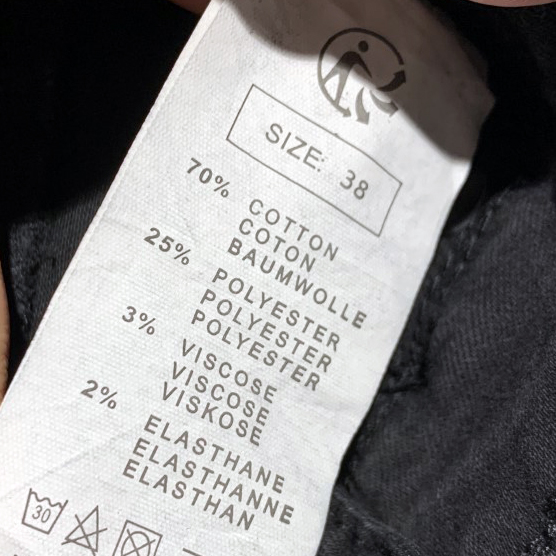 SIZE: 38
70% COTTON
COTON
BAUMWOLLE
25% POLYESTER
POLYESTER
POLYESTER
3% VISCOSE
VISCOSE
VISKOSE
2% ELASTHANE
ELASTHANNE
ELASTHAN
30